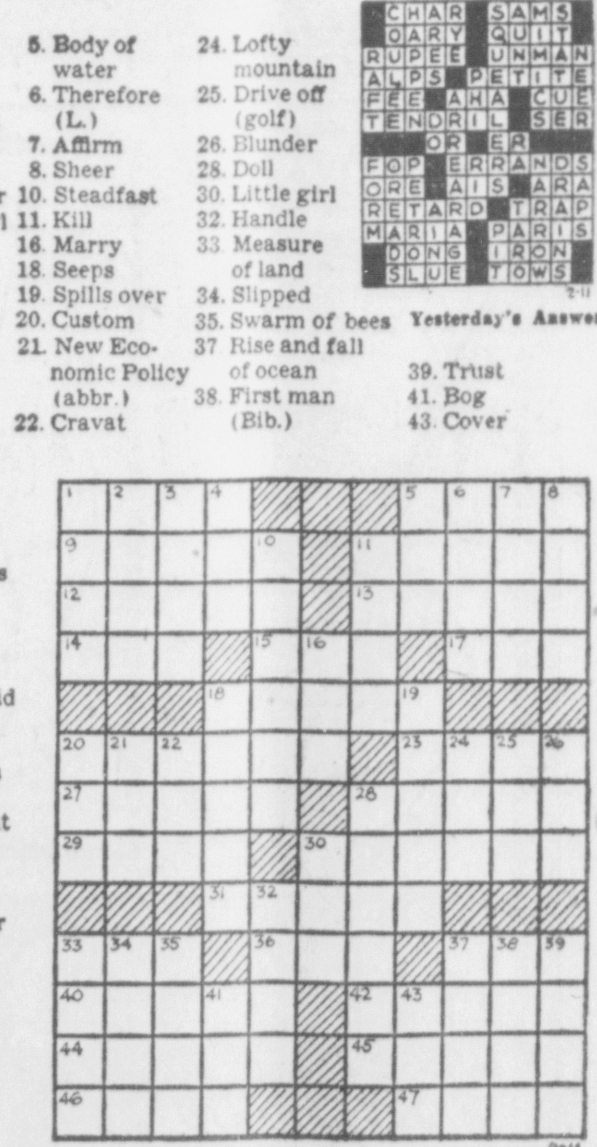 5. Body of
water
6. Therefore
(L.)
7. Affirm
8. Sheer
10. Steadfast
11. Kill
16. Marry
18. Seeps
19. Spills over
20. Custom
21. New Eco-
nomic Policy
(abbr.)
22. Cravat
24. Lofty
mountain
25. Drive off
(golf)
26. Blunder
28. Doll
30. Little girl
32. Handle
33 Measure
of land
34. Slipped
35. Swarm of bees
37 Rise and fall
of ocean
38. First man
(Bib.)
CHAR SAMS
OARY QUIT
RUPEE UNMAN
ALPS PETITE
FEE AHA CUE
TENDRIL SER
OR ER
FOP ERRANDS
ORE AIS ARA
RETARD TRAP
MARIA PARIS
DONG IRON
SLUE TOWS
2-11
Yesterday's Answe
39. Trust
41. Bog
43. Cover
1 2 3 4 5 6 7 8
9 10 11
12 13
14 15 16 17
18 19
20 21 22 23 24 25 26
27 28
29 30
31 32
33 34 35 36 37 38 39
40 41 42 43
44 45
46 47